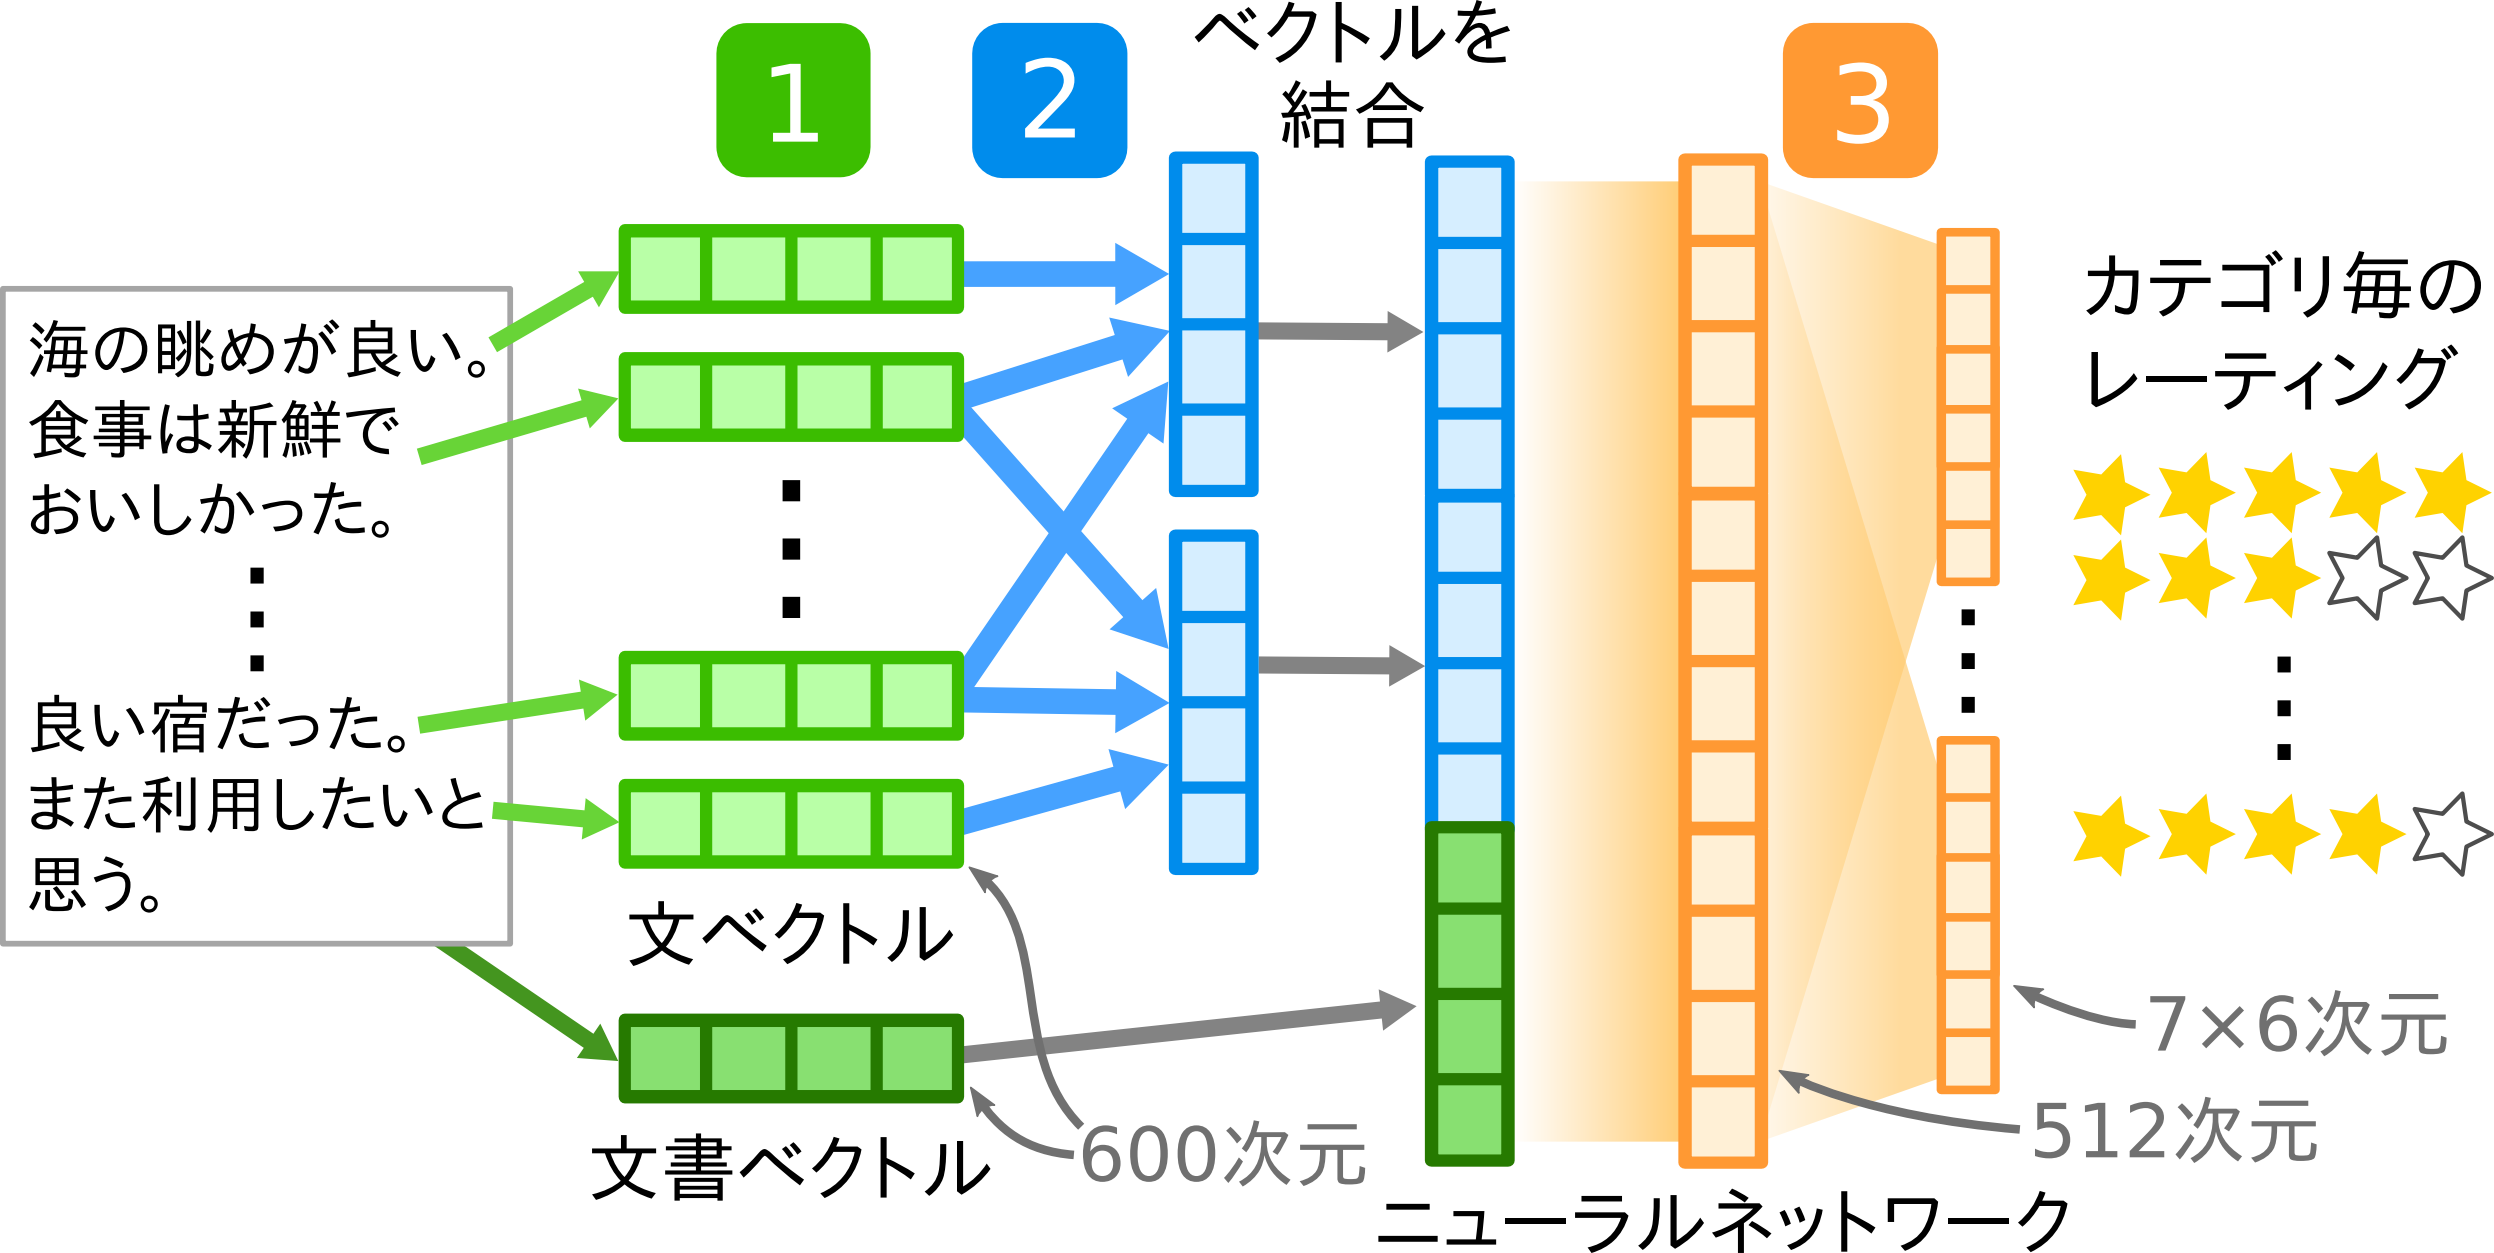 1
2
ベクトルを
結合
3
海の眺めが良い。
食事も料亭並で
おいしかった。
良い宿だった。
また利用したいと
思う。
文ベクトル
文書ベクトル
600次元
カテゴリ毎の
レーティング
7×6次元
512次元
ニューラルネットワーク